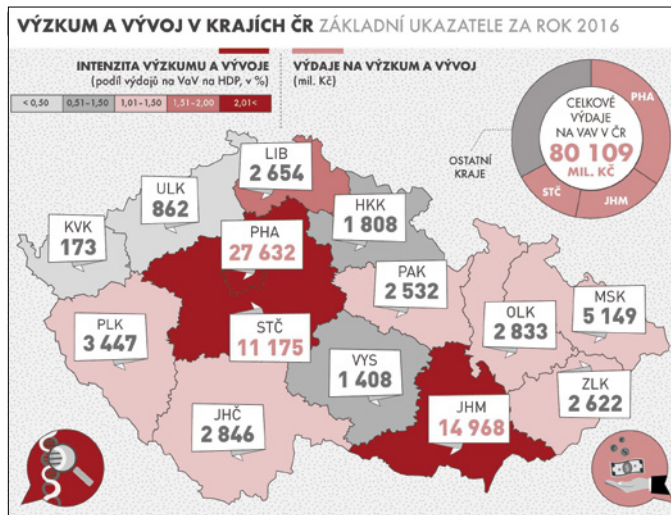 VÝZKUM A VÝVOJ V KRAJÍCH ČR ZÁKLADNÍ UKAZATELE ZA ROK 2016
INTENZITA VÝZKUMU A VÝVOJE
(podíl výdajů na VaV na HDP, v %)
< 0,50 0,51–1,50 1,01–1,50 1,51–2,00 2,01<
VÝDAJE NA VÝZKUM A VÝVOJ
(mil. Kč)
CELKOVÉ
VÝDAJE
NA VAV V ČR
80 109
MIL. KČ
PHA
JHM
STČ
OSTATNÍ
KRAJE
LIB
2 654
ULK
862
HKK
1 808
KVK
173
PHA
27 632
PAK
2 532
MSK
5 149
OLK
2 833
PLK
3 447
STČ
11 175
VYS
1 408
ZLK
2 622
JHČ
2 846
JHM
14 968